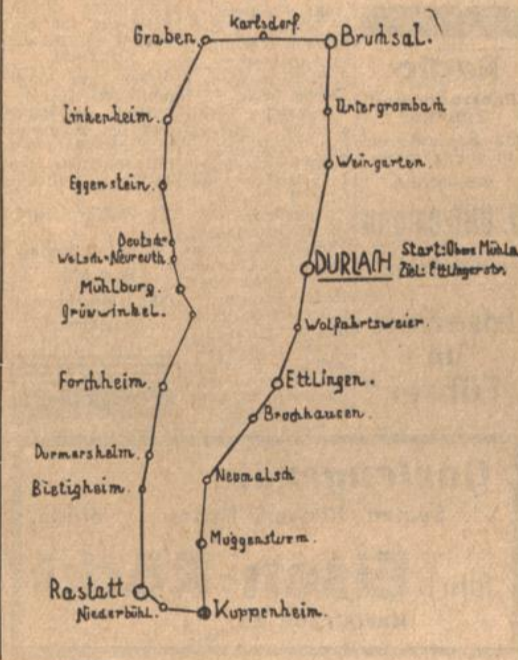 Karlsdorf.
Graben. Bruchsal.
Linkenheim. Untergrombach
Eggenstein. Weingarten.
Deutsch=
Welsch=Neureuth. DURLACH Start: Obere Mühle
Ziel: Ettlingerstr.
Mühlburg.
Grünwinkel. Wolfahrtsweier.
Forchheim. Ettlingen.
Bruchhausen.
Durmersheim.
Bietigheim. Neumalsch
Muggensturm.
Rastatt
Niederbühl. Kuppenheim.